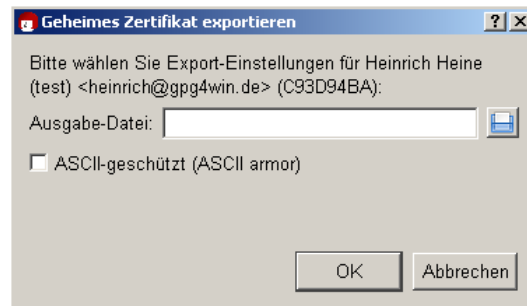 Geheimes Zertifikat exportieren
Bitte wählen Sie Export-Einstellungen für Heinrich Heine
(test) <heinrich@gpg4win.de> (C93D94BA):
Ausgabe-Datei:
ASCII-geschützt (ASCII armor)
OK Abbrechen